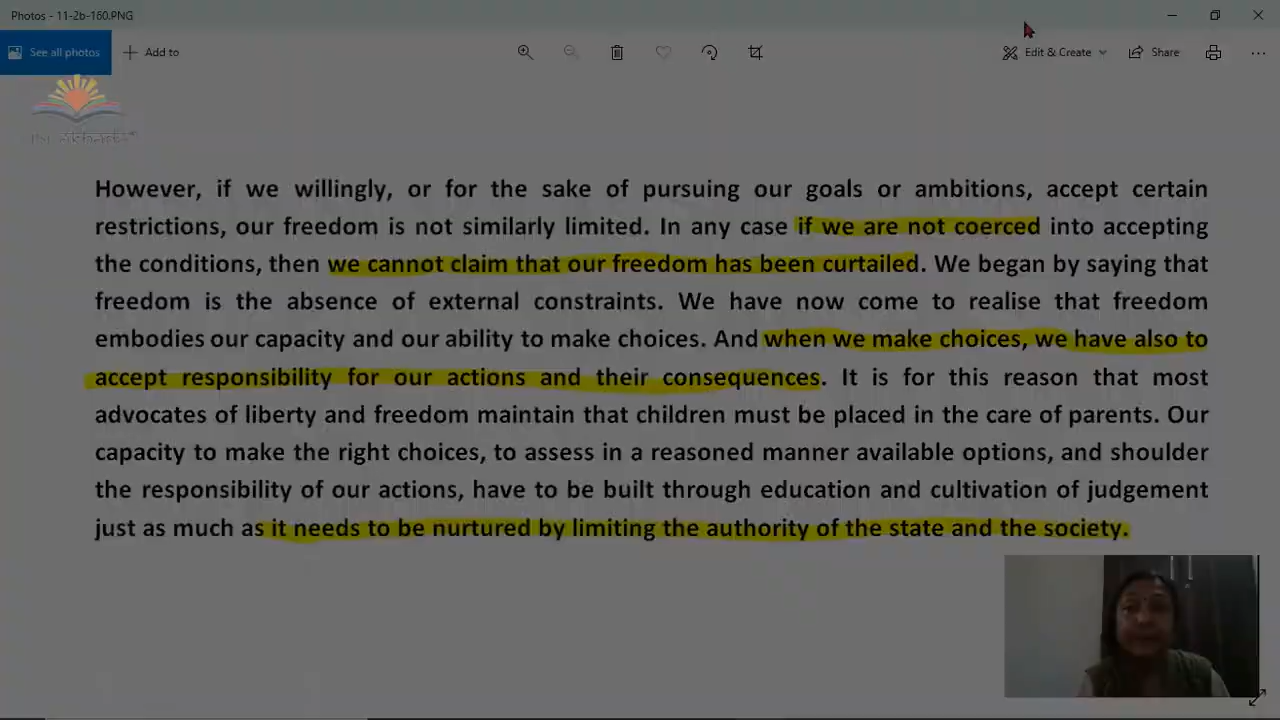 Photos - 11-2b-160.PNG
See all photos
Add to
Edit & Create
Share
However, if we willingly, or for the sake of pursuing our goals or ambitions, accept certain
restrictions, our freedom is not similarly limited. In any case if we are not coerced into accepting
the conditions, then we cannot claim that our freedom has been curtailed. We began by saying that
freedom is the absence of external constraints. We have now come to realise that freedom
embodies our capacity and our ability to make choices. And when we make choices, we have also to
accept responsibility for our actions and their consequences. It is for this reason that most
advocates of liberty and freedom maintain that children must be placed in the care of parents. Our
capacity to make the right choices, to assess in a reasoned manner available options, and shoulder
the responsibility of our actions, have to be built through education and cultivation of judgement
just as much as it needs to be nurtured by limiting the authority of the state and the society.